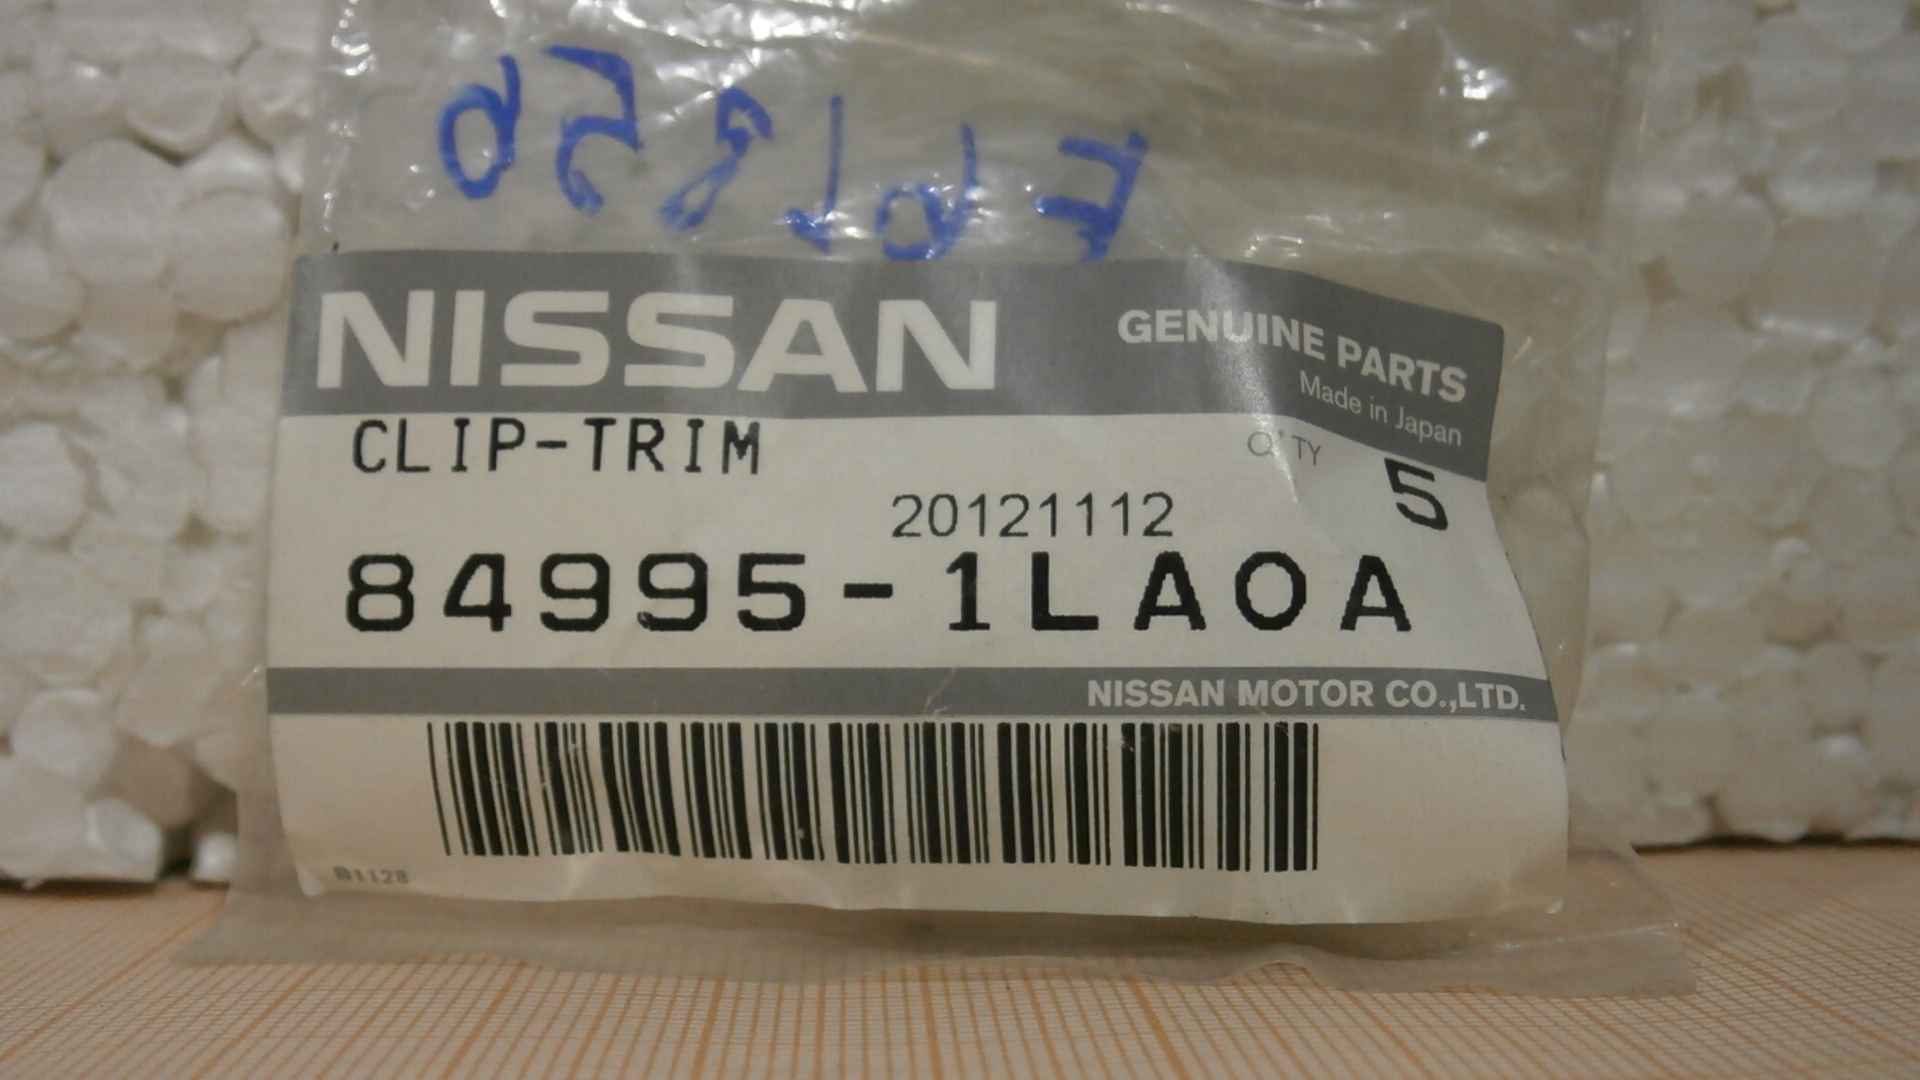 NISSAN
GENUINE PARTS
Made in Japan
CLIP-TRIM
Q'TY 5
20121112
84995-1LA0A
NISSAN MOTOR CO.,LTD.